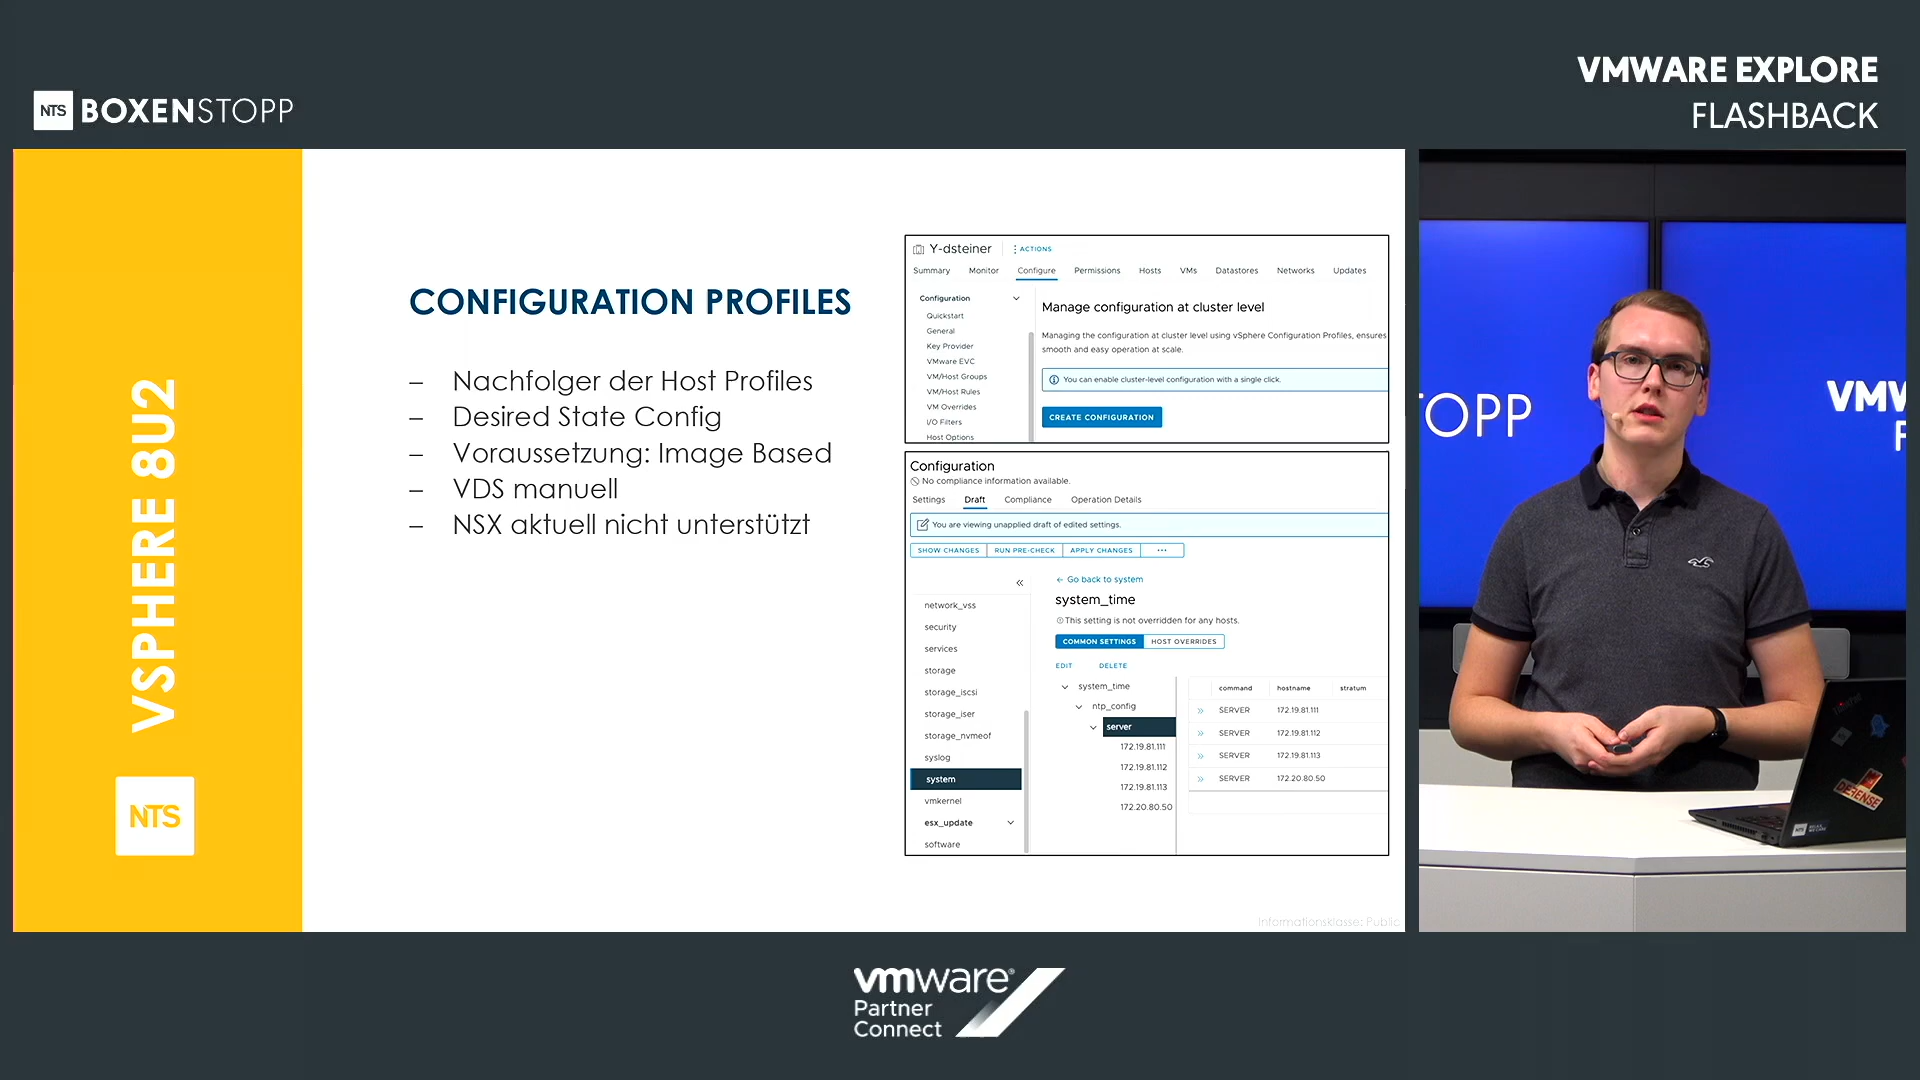 NTS BOXENSTOPP
VMWARE EXPLORE
FLASHBACK
VSPHERE 8U2
NTS
CONFIGURATION PROFILES
– Nachfolger der Host Profiles
– Desired State Config
– Voraussetzung: Image Based
– VDS manuell
– NSX aktuell nicht unterstützt
Y-dsteiner
ACTIONS
Summary Monitor Configure Permissions Hosts VMs Datastores Networks Updates
Configuration
Quickstart
General
Key Provider
VMware EVC
VM/Host Groups
VM/Host Rules
VM Overrides
I/O Filters
Host Options
Manage configuration at cluster level
Managing the configuration at cluster level using vSphere Configuration Profiles, ensures
smooth and easy operation at scale.
You can enable cluster-level configuration with a single click.
CREATE CONFIGURATION
Configuration
No compliance information available.
Settings Draft Compliance Operation Details
You are viewing unapplied draft of edited settings.
SHOW CHANGES RUN PRE-CHECK APPLY CHANGES ...
«
network_vss
security
services
storage
storage_iscsi
storage_iser
storage_nvmeof
syslog
system
vmkernel
esx_update
software
← Go back to system
system_time
This setting is not overridden for any hosts.
COMMON SETTINGS HOST OVERRIDES
EDIT DELETE
system_time
ntp_config
server
172.19.81.111
172.19.81.112
172.19.81.113
172.20.80.50
command hostname stratum
» SERVER 172.19.81.111
» SERVER 172.19.81.112
» SERVER 172.19.81.113
» SERVER 172.20.80.50
Informationsklasse: Public
TOPP
VMW
F
DEFENSE
NTS
vmware®
Partner
Connect